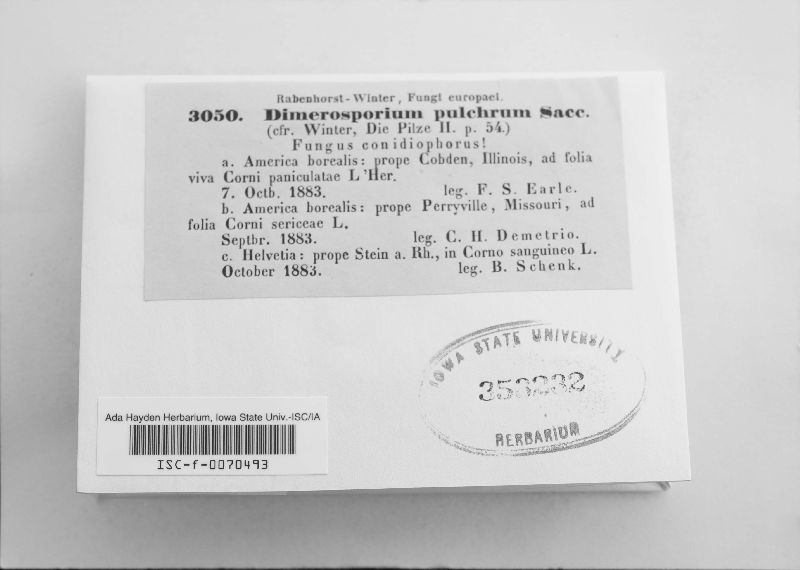 Rabenhorst-Winter, Fungi europaei.
3050. Dimerosporium pulchrum Sacc.
(cfr. Winter, Die Pilze II. p. 54.)
Fungus conidiophorus!
a. America borealis: prope Cobden, Illinois, ad folia
viva Corni paniculatae L'Her.
7. Octb. 1883. leg. F. S. Earle.
b. America borealis: prope Perryville, Missouri, ad
folia Corni sericeae L.
Septbr. 1883. leg. C. H. Demetrio.
c. Helvetia: prope Stein a. Rh., in Corno sanguineo L.
October 1883. leg. B. Schenk.
IOWA STATE UNIVERSITY
353232
HERBARIUM
Ada Hayden Herbarium, Iowa State Univ.-ISC/IA
ISC-f-0070493